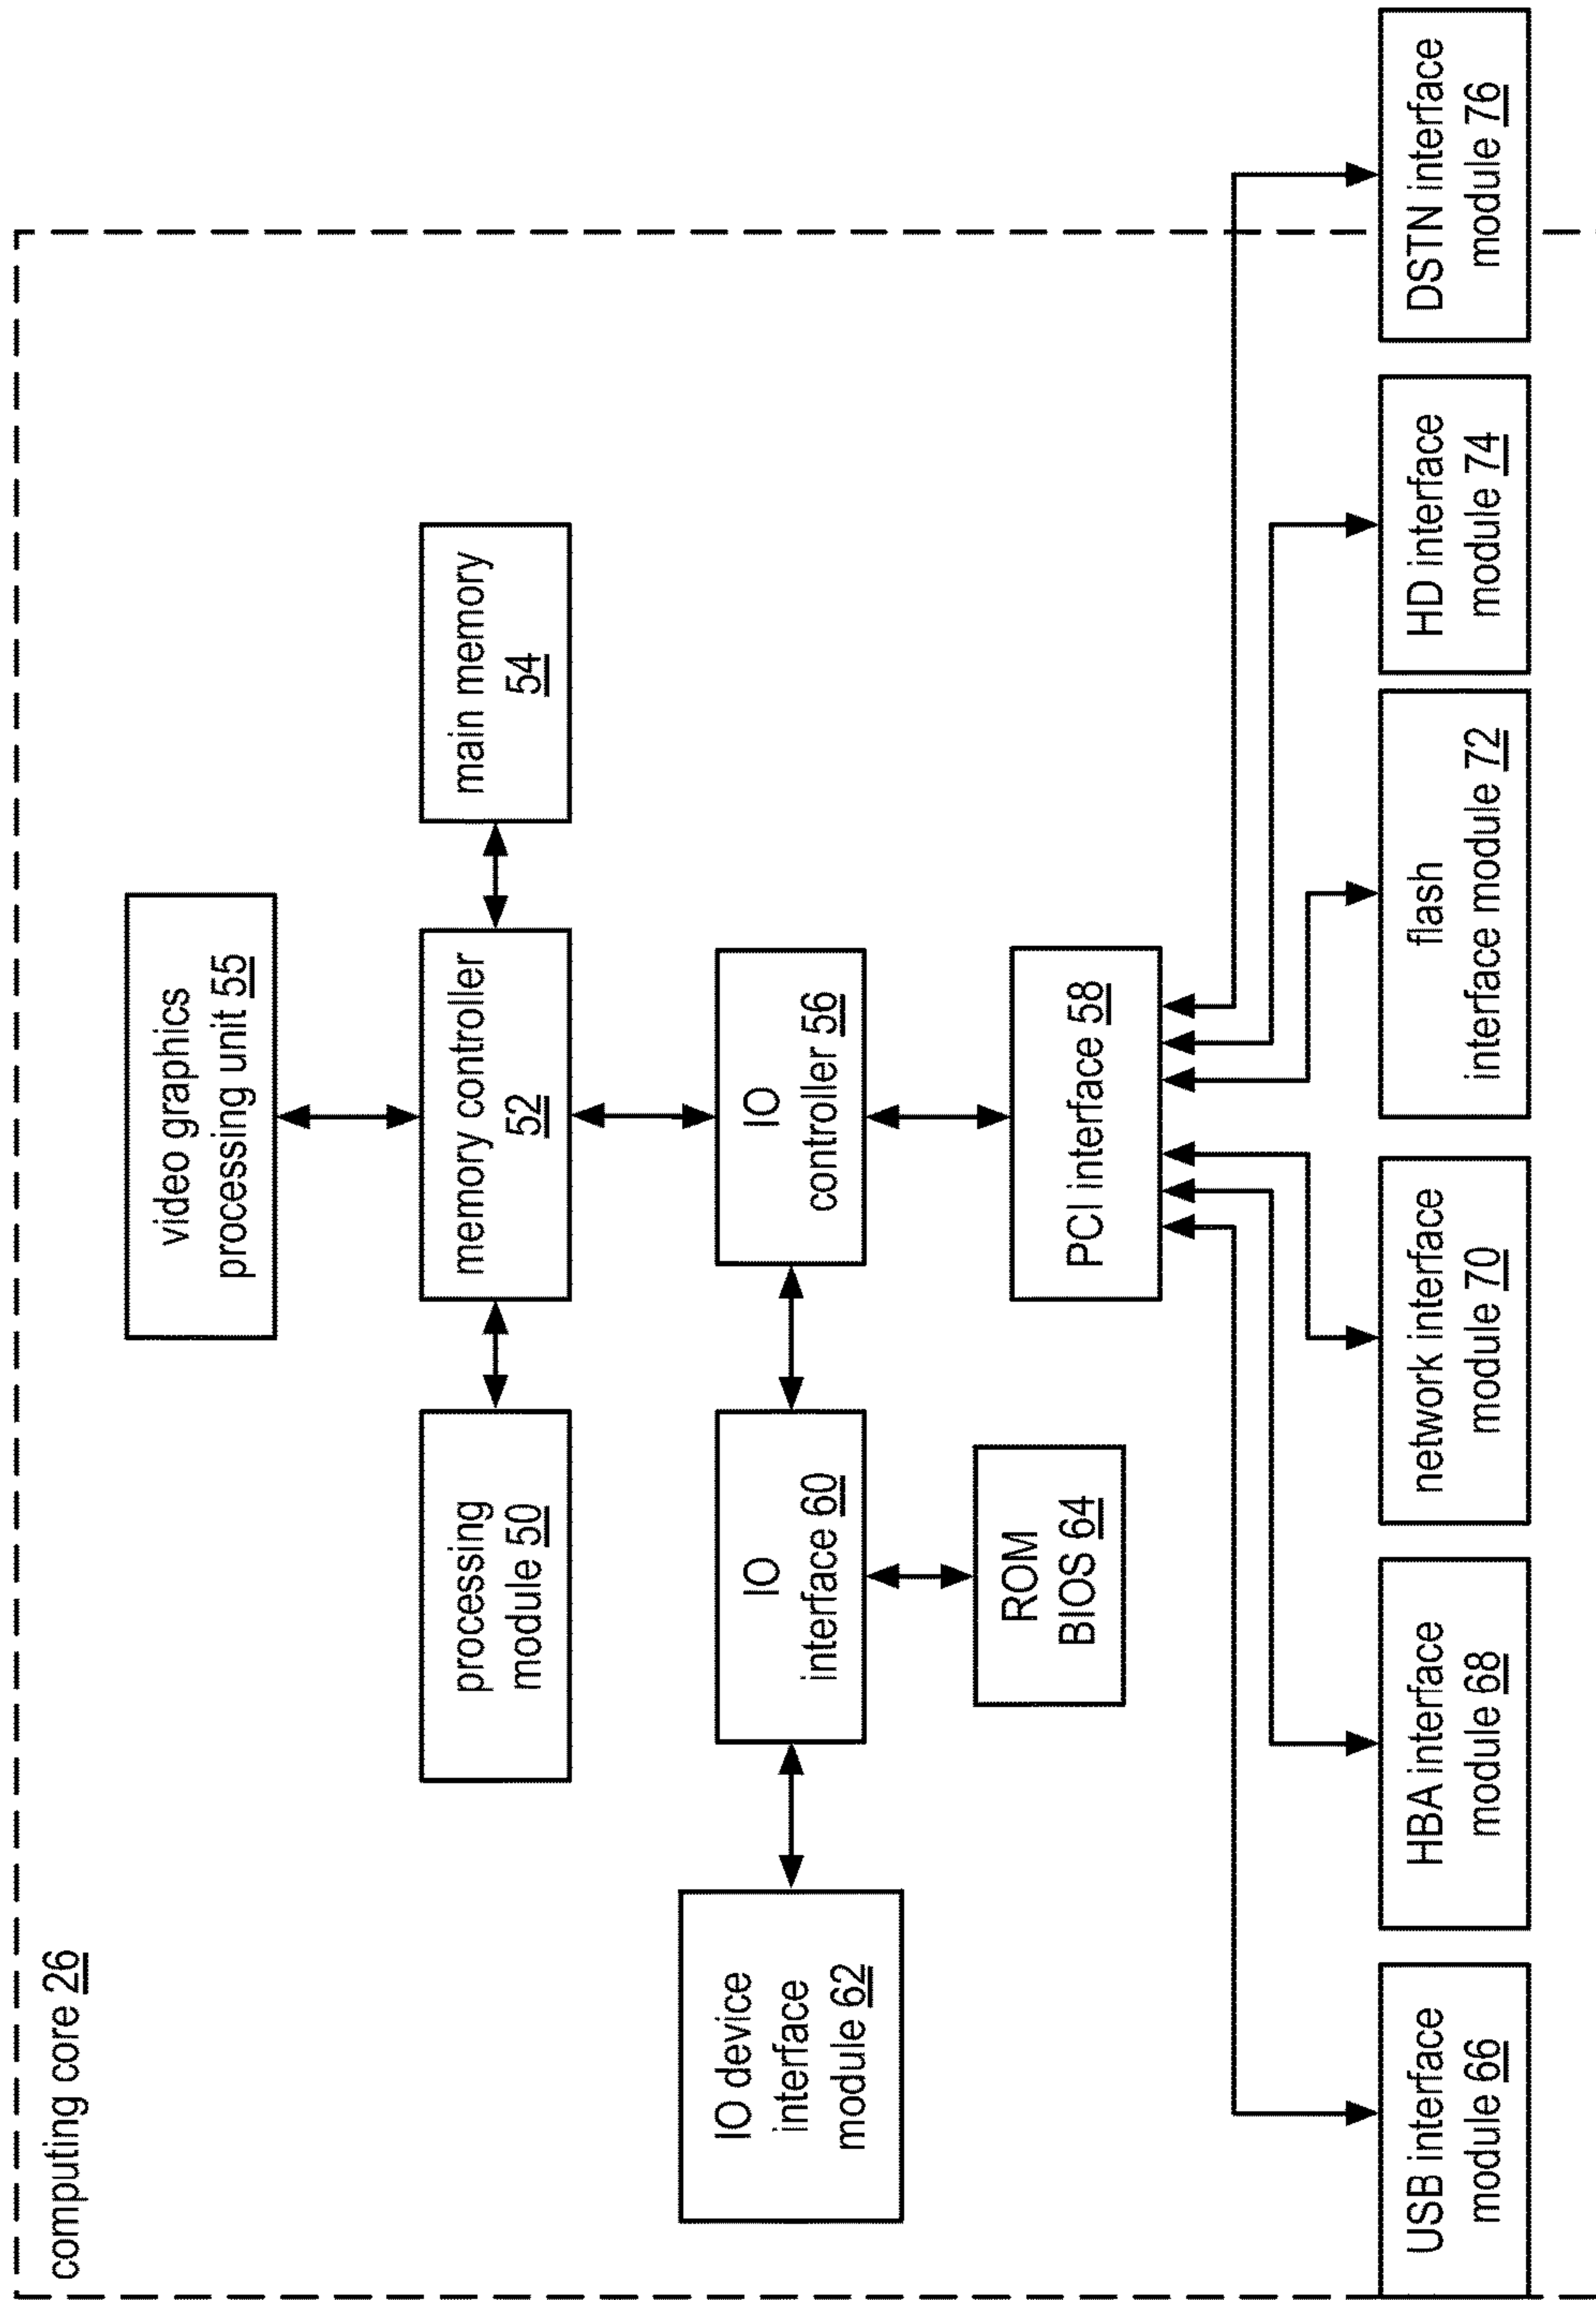 computing core 26
video graphics
processing unit 55
processing
module 50
memory controller
52
main memory
54
IO device
interface
module 62
IO
interface 60
IO
controller 56
ROM
BIOS 64
PCI interface 58
USB interface
module 66
HBA interface
module 68
network interface
module 70
flash
interface module 72
HD interface
module 74
DSTN interface
module 76